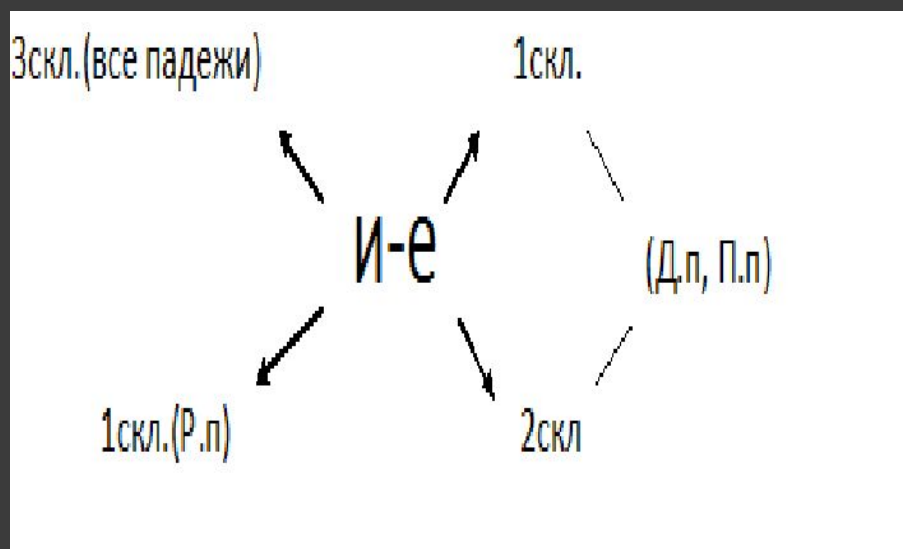 3скл.(все падежи)
1скл.
и-е
(Д.п, П.п)
1скл.(Р.п)
2скл